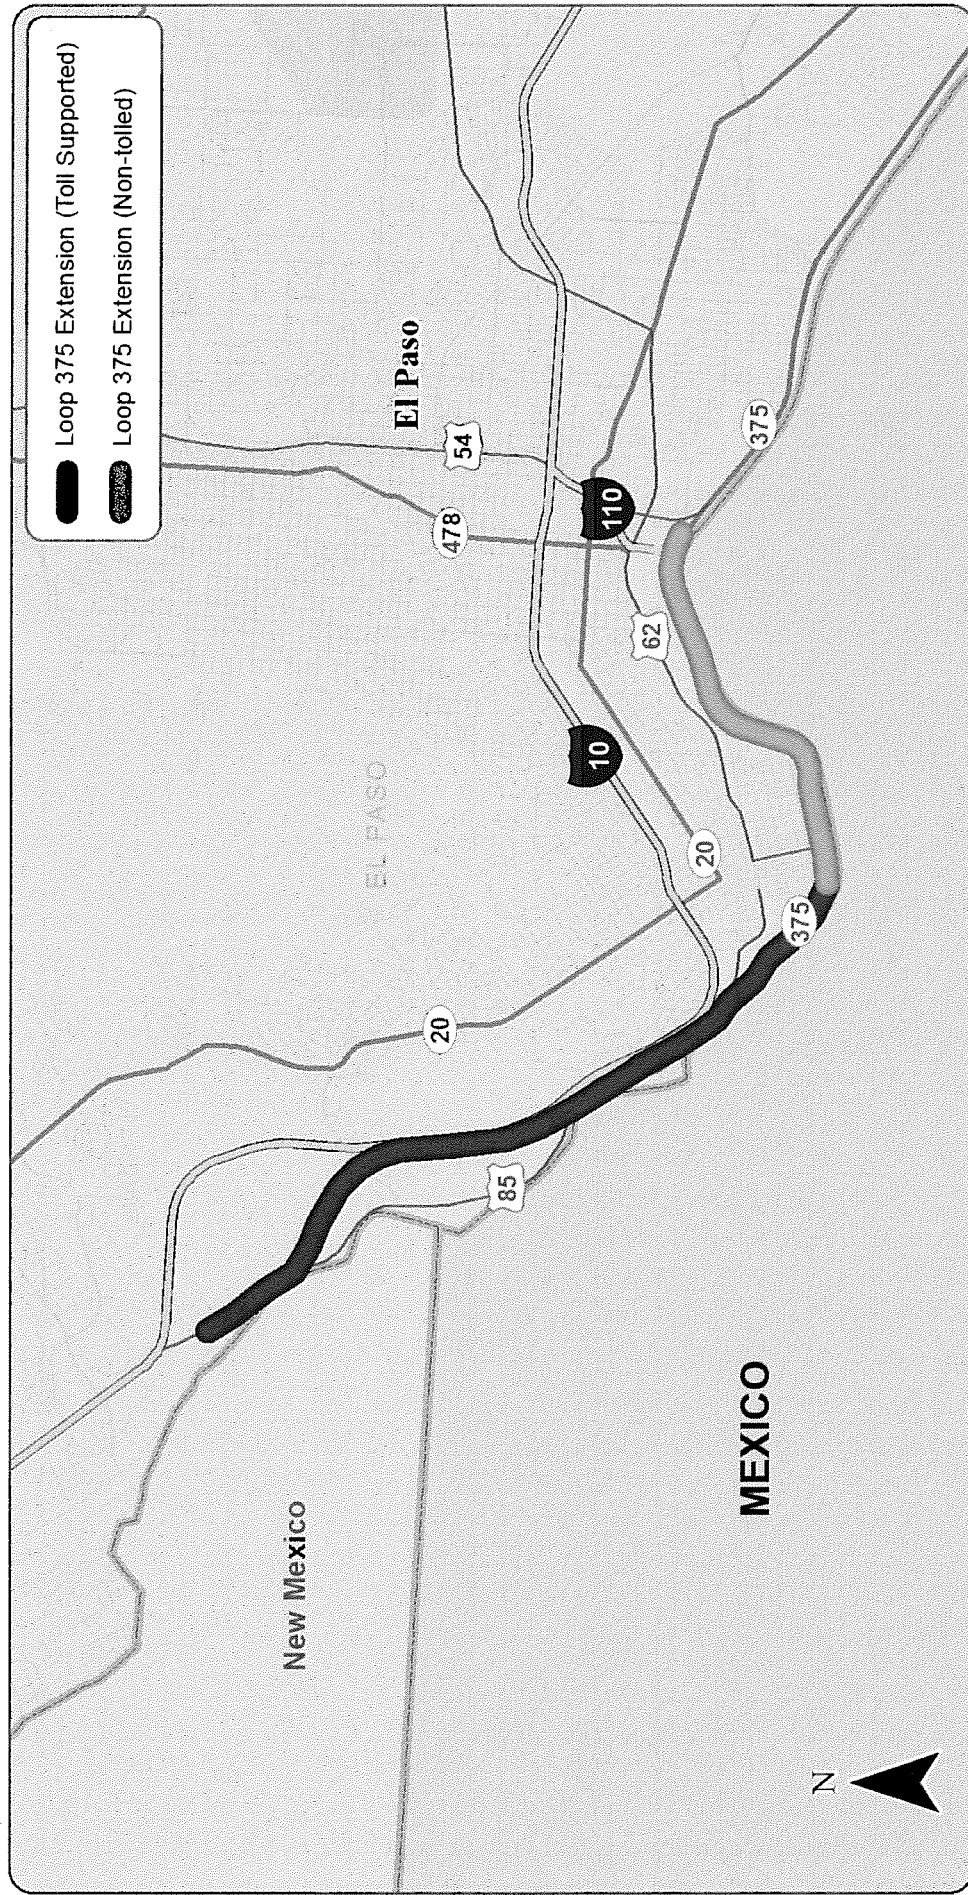 Loop 375 Extension (Toll Supported)
Loop 375 Extension (Non-tolled)
El Paso
54
478
110
375
62
10
EL PASO
20
375
20
85
New Mexico
MEXICO
N